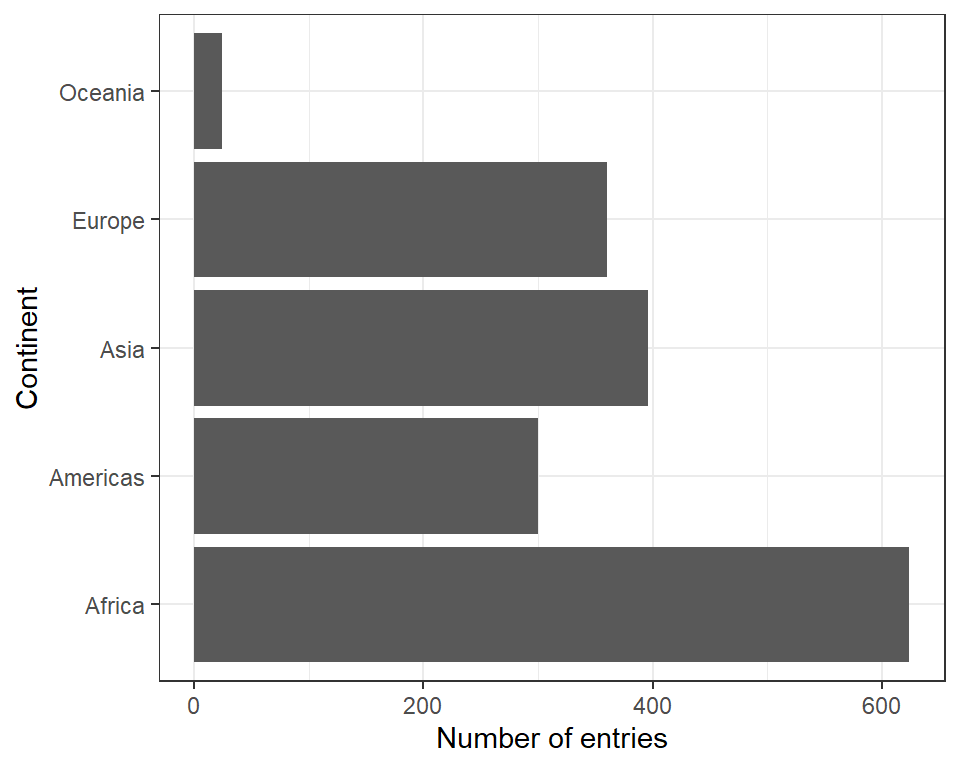 Oceania
Europe
Asia
Americas
Africa
Continent
0 200 400 600
Number of entries